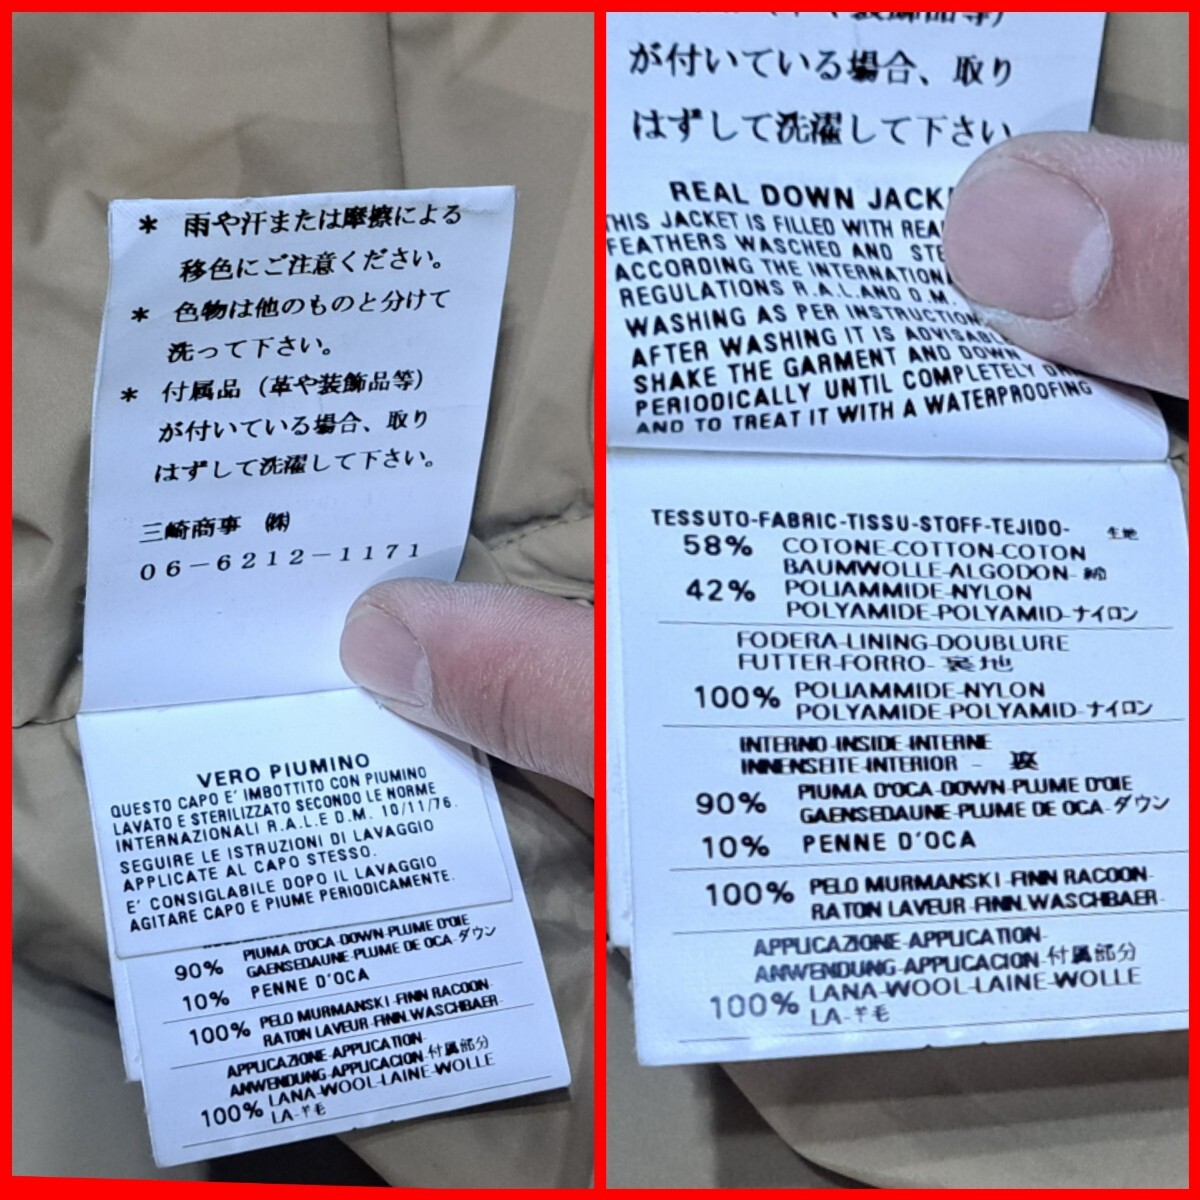 * 雨や汗または摩擦による
移色にご注意ください。
* 色物は他のものと分けて
洗って下さい。
* 付属品（革や装飾品等）
が付いている場合、取り
はずして洗濯して下さい。
三崎商事 ㈱
06-6212-1171
VERO PIUMINO
QUESTO CAPO E' IMBOTTITO CON PIUMINO
LAVATO E STERILIZZATO SECONDO LE NORME
INTERNAZIONALI R.A.L.E D.M. 10/11/76.
SEGUIRE LE ISTRUZIONI DI LAVAGGIO
APPLICATE AL CAPO STESSO.
E' CONSIGLABILE DOPO IL LAVAGGIO
AGITARE CAPO E PIUME PERIODICAMENTE.
90% PIUMA D'OCA-DOWN-PLUME D'OIE
GAENSEDAUNE-PLUME DE OCA-ダウン
10% PENNE D'OCA
100% PELO MURMANSKI-FINN RACOON-
RATON LAVEUR-FINN.WASCHBAER-
APPLICAZIONE-APPLICATION-
ANWENDUNG-APPLICACION-付属部分
100% LANA-WOOL-LAINE-WOLLE
LA-羊毛
（革や装飾品等）
が付いている場合、取り
はずして洗濯して下さい
REAL DOWN
THIS JACKET IS FILLED WITH
FEATHERS WASCHED AND
ACCORDING THE
REGULATIONS R.A.L.AND D.M.
WASHING AS PER
AFTER WASHING IT IS
SHAKE THE GARMENT AND DOWN
PERIODICALLY UNTIL COMPLETELY
AND TO TREAT IT WITH A WATERPROOFING
TESSUTO-FABRIC-TISSU-STOFF-TEJIDO- 生地
58% COTONE-COTTON-COTON
BAUMWOLLE-ALGODON- 綿
42% POLIAMMIDE-NYLON
POLYAMIDE-POLYAMID-ナイロン
FODERA-LINING-DOUBLURE
FUTTER-FORRO- 裏地
100% POLIAMMIDE-NYLON
POLYAMIDE-POLYAMID-ナイロン
INTERNO-INSIDE-INTERNE
INNENSEITE-INTERIOR -
90% PIUMA D'OCA-DOWN-PLUME D'OIE
GAENSEDAUNE-PLUME DE OCA-ダウン
10% PENNE D'OCA
100% PELO MURMANSKI-FINN RACOON-
RATON LAVEUR-FINN.WASCHBAER-
APPLICAZIONE-APPLICATION-
ANWENDUNG-APPLICACION-付属部分
100% LANA-WOOL-LAINE-WOLLE
LA-羊毛